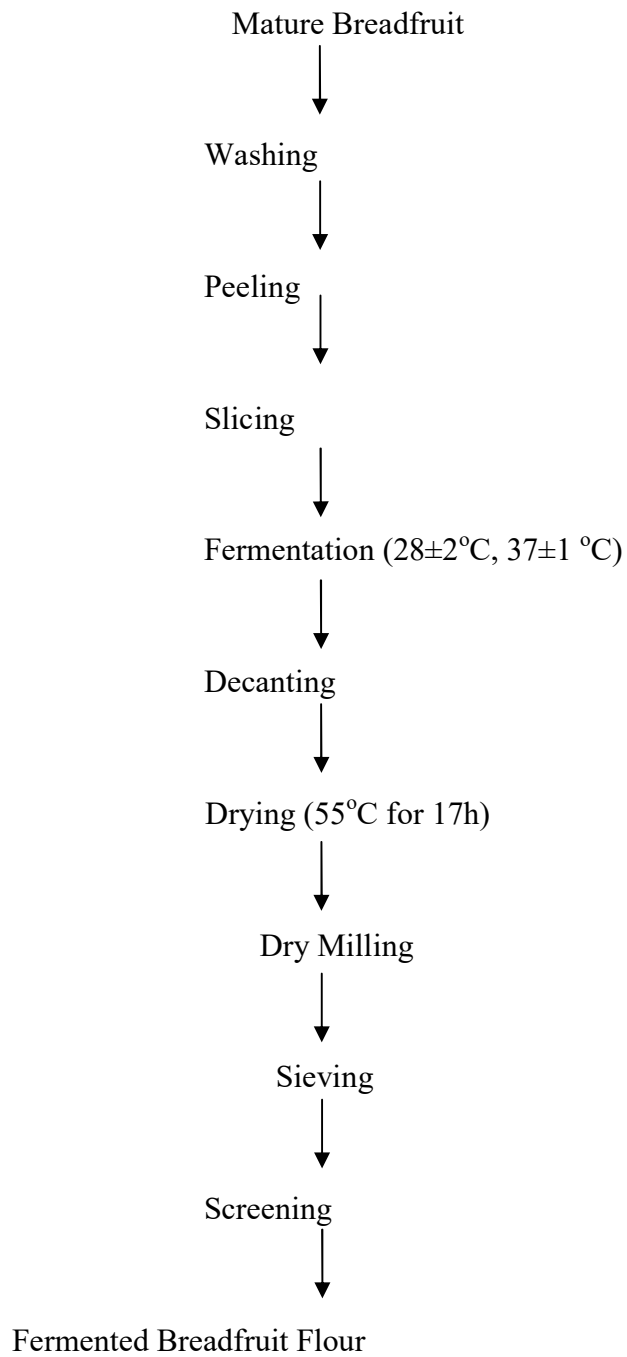 Mature Breadfruit
Washing
Peeling
Slicing
Fermentation (28±2°C, 37±1 °C)
Decanting
Drying (55°C for 17h)
Dry Milling
Sieving
Screening
Fermented Breadfruit Flour